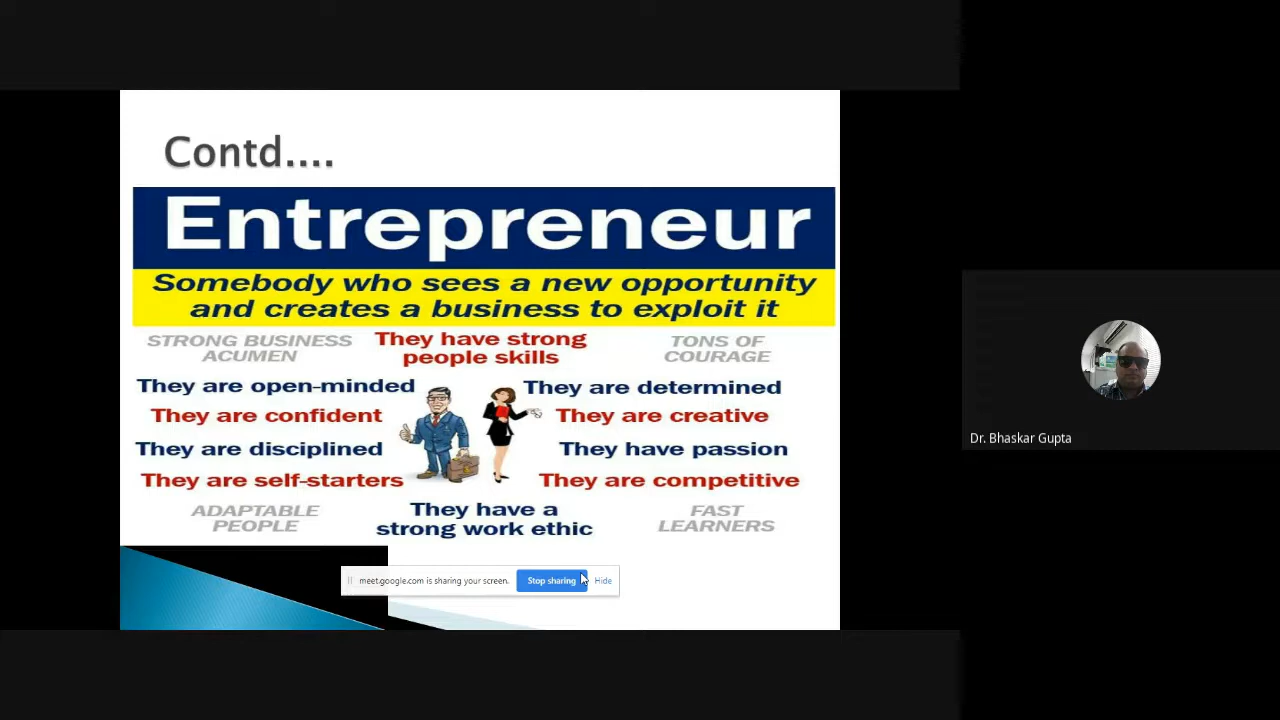 Contd....
Entrepreneur
Somebody who sees a new opportunity
and creates a business to exploit it
STRONG BUSINESS
ACUMEN
They have strong
people skills
TONS OF
COURAGE
They are open-minded
They are determined
They are confident
They are creative
They are disciplined
They have passion
They are self-starters
They are competitive
ADAPTABLE
PEOPLE
They have a
strong work ethic
FAST
LEARNERS
meet.google.com is sharing your screen.
Stop sharing
Hide
Dr. Bhaskar Gupta